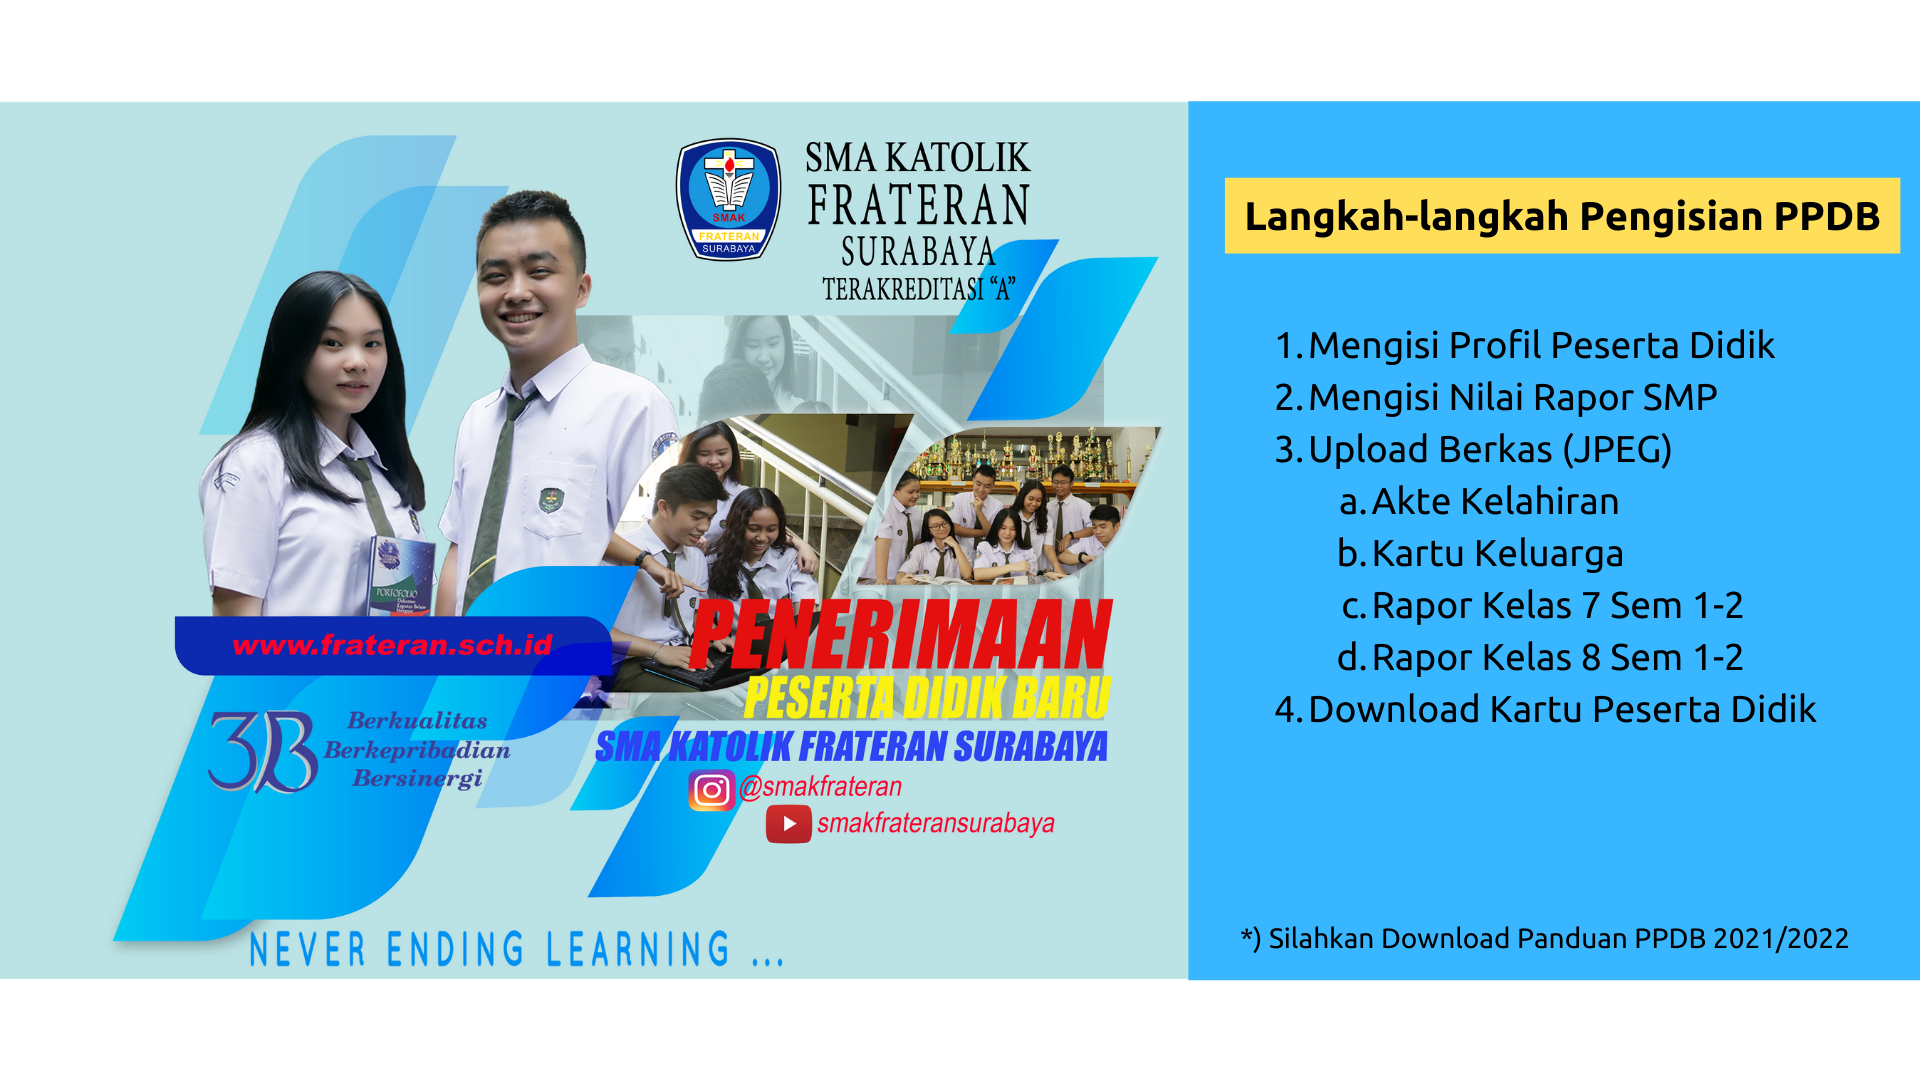 SMAK
FRATERAN
SURABAYA
SMA KATOLIK
FRATERAN
SURABAYA
TERAKREDITASI “A”
PORTOFOLIO
www.frateran.sch.id
3B
Berkualitas
Berkepribadian
Bersinergi
PENERIMAAN
PESERTA DIDIK BARU
SMA KATOLIK FRATERAN SURABAYA
@smakfrateran
smakfrateransurabaya
NEVER ENDING LEARNING ...
Langkah-langkah Pengisian PPDB
1. Mengisi Profil Peserta Didik
2. Mengisi Nilai Rapor SMP
3. Upload Berkas (JPEG)
a. Akte Kelahiran
b. Kartu Keluarga
c. Rapor Kelas 7 Sem 1-2
d. Rapor Kelas 8 Sem 1-2
4. Download Kartu Peserta Didik
*) Silahkan Download Panduan PPDB 2021/2022